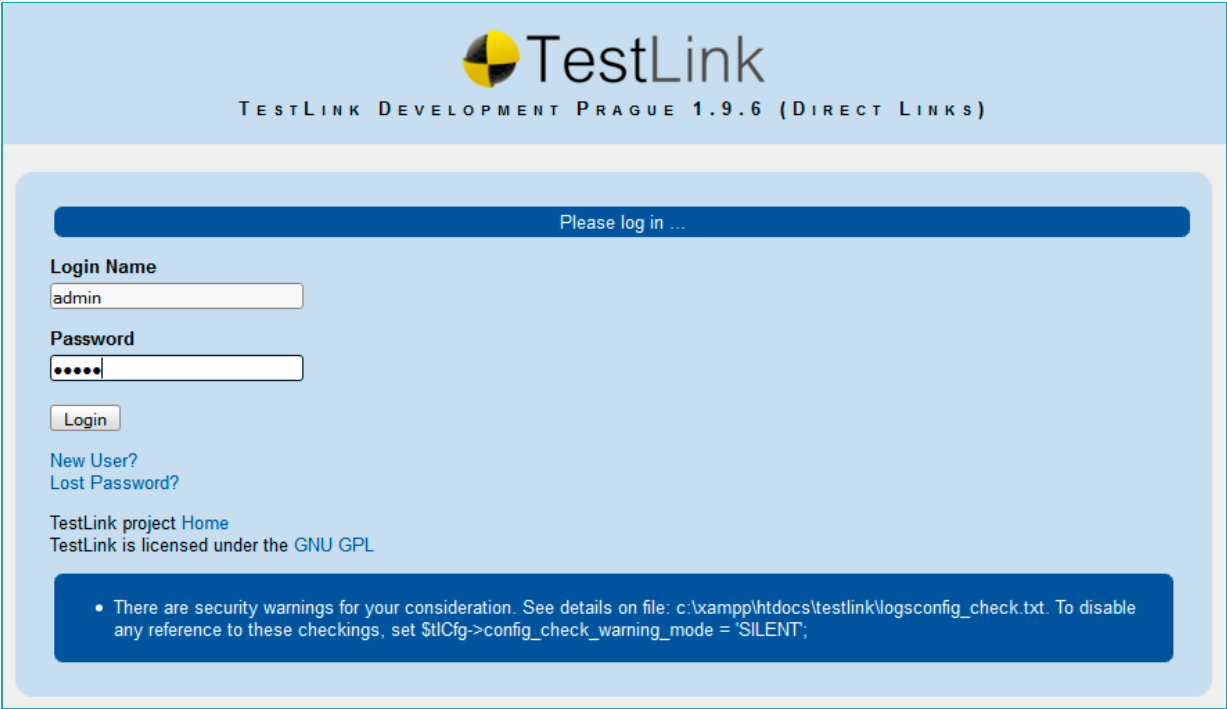 TestLink
TESTLINK DEVELOPMENT PRAGUE 1.9.6 (DIRECT LINKS)
Please log in ...
Login Name
admin
Password
•••••
Login
New User?
Lost Password?
TestLink project Home
TestLink is licensed under the GNU GPL
• There are security warnings for your consideration. See details on file: c:\xampp\htdocs\testlink\logsconfig_check.txt. To disable
any reference to these checkings, set $tlCfg->config_check_warning_mode = 'SILENT';